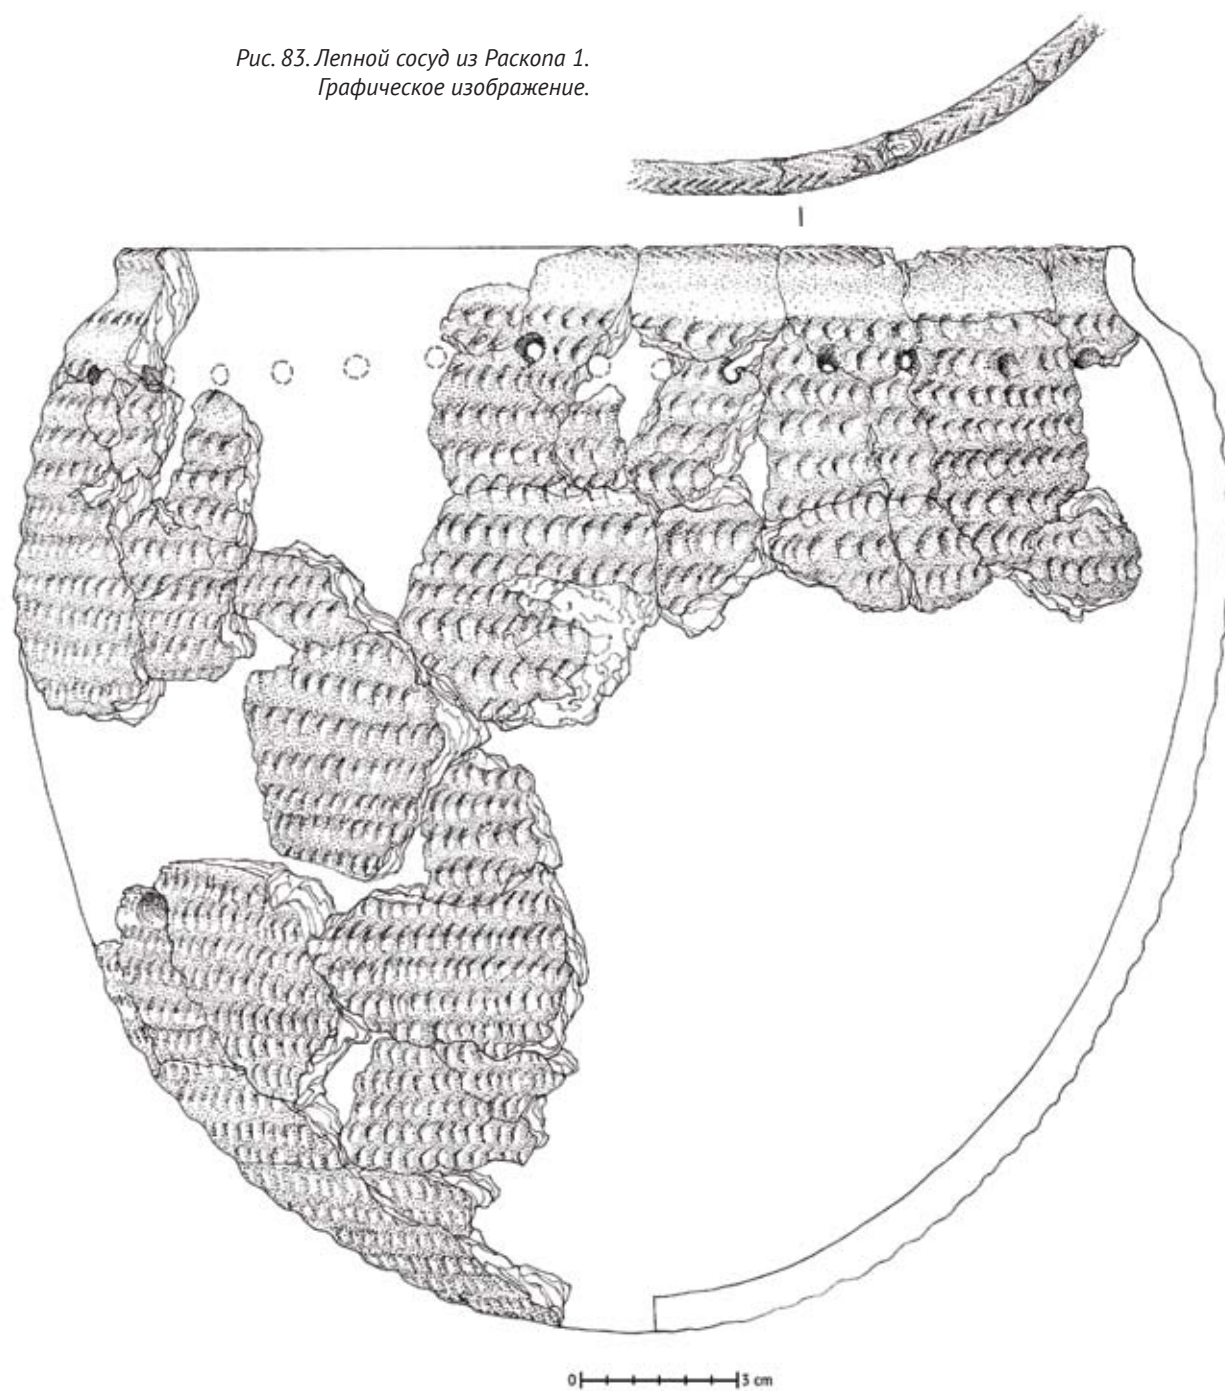 Рис. 83. Лепной сосуд из Раскопа 1.
Графическое изображение.
0 3 cm